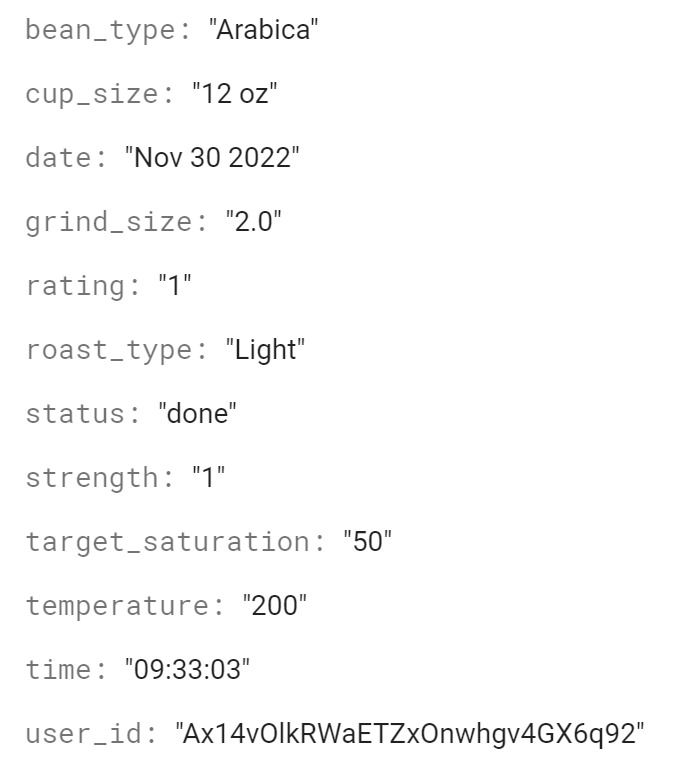 bean_type: "Arabica"
cup_size: "12 oz"
date: "Nov 30 2022"
grind_size: "2.0"
rating: "1"
roast_type: "Light"
status: "done"
strength: "1"
target_saturation: "50"
temperature: "200"
time: "09:33:03"
user_id: "Ax14vOlkRWaETZxOnwhgv4GX6q92"